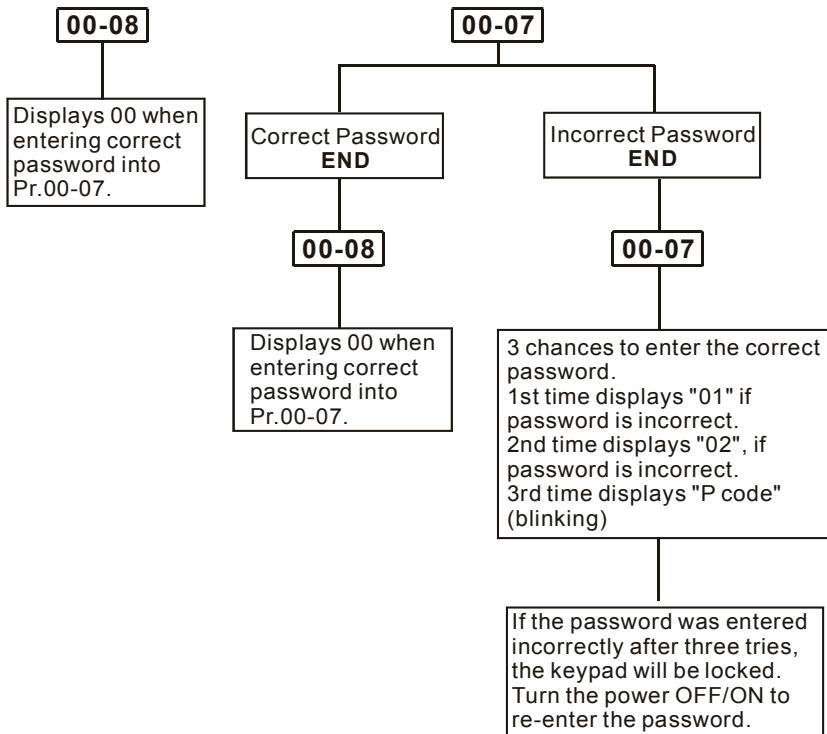 00-08
Displays 00 when
entering correct
password into
Pr.00-07.
00-07
Correct Password
END
00-08
Displays 00 when
entering correct
password into
Pr.00-07.
Incorrect Password
END
00-07
3 chances to enter the correct
password.
1st time displays "01" if
password is incorrect.
2nd time displays "02", if
password is incorrect.
3rd time displays "P code"
(blinking)
If the password was entered
incorrectly after three tries,
the keypad will be locked.
Turn the power OFF/ON to
re-enter the password.